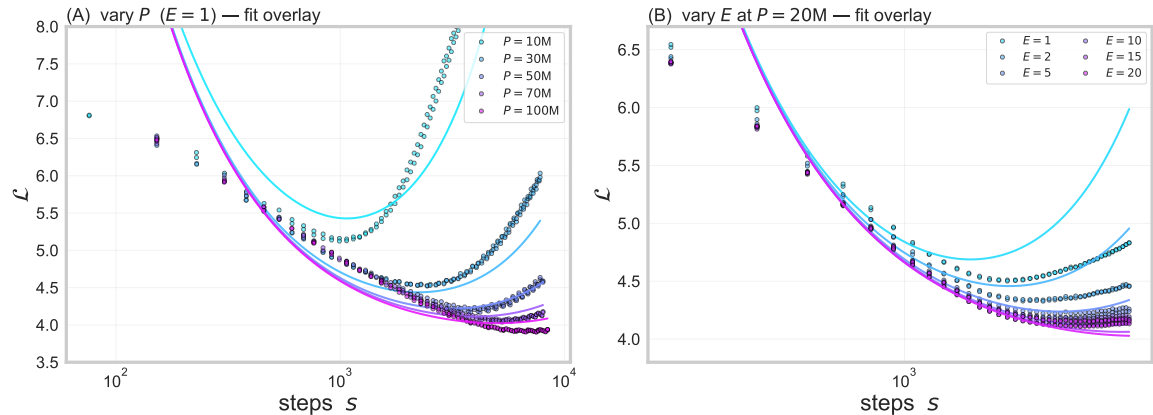 (A) vary P (E = 1) — fit overlay
8.0
7.5
7.0
6.5
6.0
5.5
5.0
4.5
4.0
3.5
ℒ
10²
10³
10⁴
steps s
P = 10M
P = 30M
P = 50M
P = 70M
P = 100M
(B) vary E at P = 20M — fit overlay
6.5
6.0
5.5
5.0
4.5
4.0
ℒ
10³
steps s
E = 1
E = 2
E = 5
E = 10
E = 15
E = 20